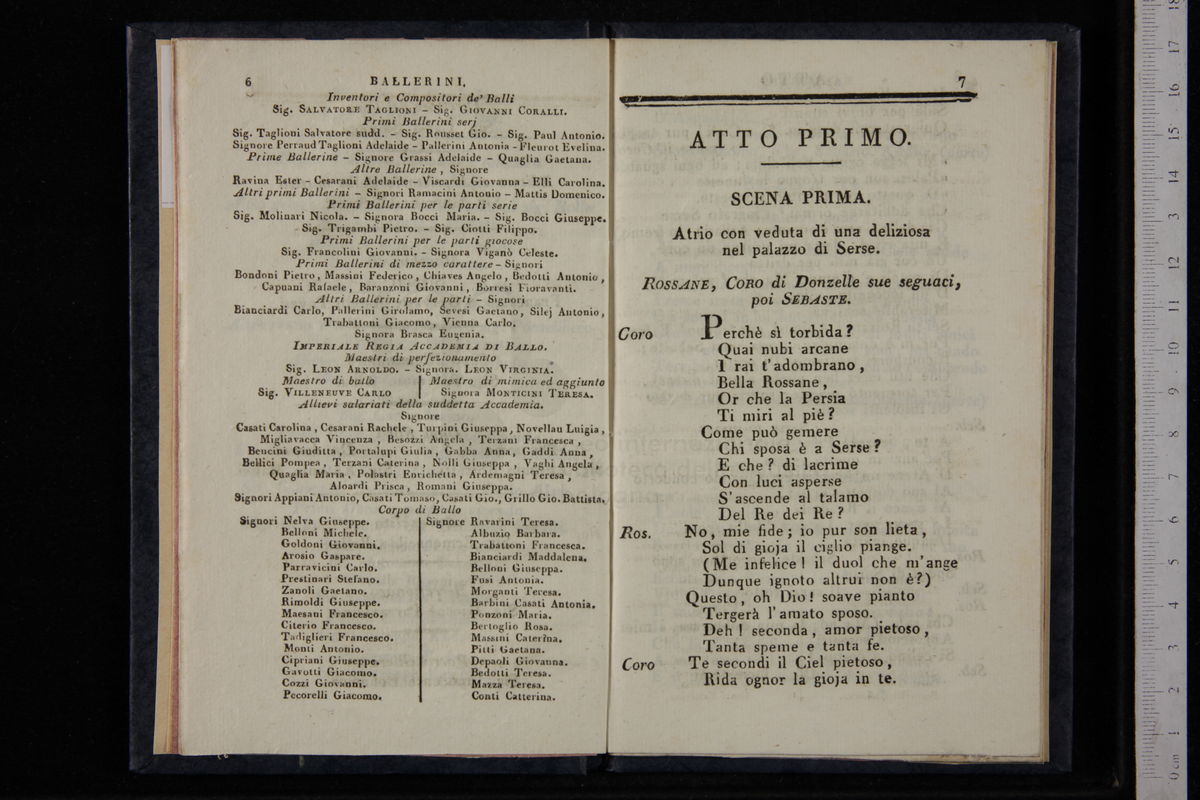 6
BALLERINI.
Inventori e Compositori de' Balli
Sig. SALVATORE TAGLIONI – Sig. GIOVANNI CORALLI.
Primi Ballerini serj
Sig. Taglioni Salvatore sudd. – Sig. Rousset Gio. – Sig. Paul Antonio.
Signore Perraud Taglioni Adelaide – Pallerini Antonia – Fleurot Evelina.
Prime Ballerine – Signore Grassi Adelaide – Quaglia Gaetana.
Altre Ballerine, Signore
Ravina Ester – Cesarani Adelaide – Viscardi Giovanna – Elli Carolina.
Altri primi Ballerini – Signori Ramacini Antonio – Mattis Domenico.
Primi Ballerini per le parti serie
Sig. Molinari Nicola. – Signora Bocci Maria. – Sig. Bocci Giuseppe.
Sig. Trigambi Pietro. – Sig. Ciotti Filippo.
Primi Ballerini per le parti giocose
Sig. Francolini Giovanni. – Signora Viganò Celeste.
Primi Ballerini di mezzo carattere – Signori
Bondoni Pietro, Massini Federico, Chiaves Angelo, Bedotti Antonio,
Capuani Rafaele, Baranzoni Giovanni, Borresi Fioravanti.
Altri Ballerini per le parti – Signori
Bianciardi Carlo, Pallerini Girolamo, Sevesi Gaetano, Silej Antonio,
Trabattoni Giacomo, Vienna Carlo.
Signora Brasca Eugenia.
IMPERIALE REGIA ACCADEMIA DI BALLO.
Maestri di perfezionamento
Sig. LEON ARNOLDO. – Signora. LEON VIRGINIA.
Maestro di ballo | Maestro di mimica ed aggiunto
Sig. VILLENEUVE CARLO | Signora MONTICINI TERESA.
Allievi salariati della suddetta Accademia.
Signore
Casati Carolina, Cesarani Rachele, Turpini Giuseppa, Novellau Luigia,
Migliavacca Vincenza, Besozzi Angela, Terzani Francesca,
Bencini Giuditta, Portalupi Giulia, Gabba Anna, Gaddi Anna,
Bellici Pompea, Terzani Caterina, Nolli Giuseppa, Vaghi Angela,
Quaglia Maria, Polastri Enrichetta, Ardemagni Teresa,
Aloardi Prisca, Romani Giuseppa.
Signori Appiani Antonio, Casati Tomaso, Casati Gio., Grillo Gio. Battista.
Corpo di Ballo
Signori Nelva Giuseppe.
Belloni Michele.
Goldoni Giovanni.
Arosio Gaspare.
Parravicini Carlo.
Prestinari Stefano.
Zanoli Gaetano.
Rimoldi Giuseppe.
Maesani Francesco.
Citerio Francesco.
Tadiglieri Francesco.
Monti Antonio.
Cipriani Giuseppe.
Gavotti Giacomo.
Cozzi Giovanni.
Pecorelli Giacomo.
Signore Ravarini Teresa.
Albuzio Barbara.
Trabattoni Francesca.
Bianciardi Maddalena.
Belloni Giuseppa.
Fusi Antonia.
Morganti Teresa.
Barbini Casati Antonia.
Ponzoni Maria.
Bertoglio Rosa.
Massini Caterina.
Pitti Gaetana.
Depaoli Giovanna.
Bedotti Teresa.
Mazza Teresa.
Conti Catterina.
7
ATTO PRIMO.
SCENA PRIMA.
Atrio con veduta di una deliziosa
nel palazzo di Serse.
ROSSANE, CORO di Donzelle sue seguaci,
poi SEBASTE.
Coro Perchè sì torbida?
Quai nubi arcane
I rai t'adombrano,
Bella Rossane,
Or che la Persia
Ti miri al piè?
Come può gemere
Chi sposa è a Serse?
E che? di lacrime
Con luci asperse
S'ascende al talamo
Del Re dei Re?
Ros. No, mie fide; io pur son lieta,
Sol di gioja il ciglio piange.
(Me infelice! il duol che m'ange
Dunque ignoto altrui non è?)
Questo, oh Dio! soave pianto
Tergerà l'amato sposo.
Deh! seconda, amor pietoso,
Tanta speme e tanta fe.
Coro Te secondi il Ciel pietoso,
Rida ognor la gioja in te.
0 cm 1 2 3 4 5 6 7 8 9 10 11 12 13 14 15 16 17 18